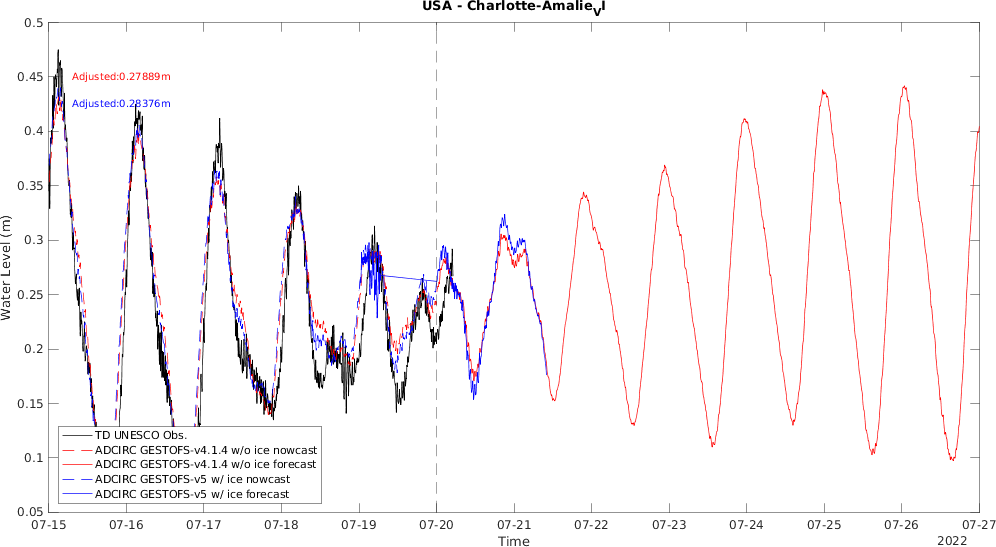 USA - Charlotte-Amalie_VI
0.5
0.45
0.4
0.35
0.3
0.25
0.2
0.15
0.1
0.05
Water Level (m)
Adjusted:0.27889m
Adjusted:0.28376m
TD UNESCO Obs.
ADCIRC GESTOFS-v4.1.4 w/o ice nowcast
ADCIRC GESTOFS-v4.1.4 w/o ice forecast
ADCIRC GESTOFS-v5 w/ ice nowcast
ADCIRC GESTOFS-v5 w/ ice forecast
07-15 07-16 07-17 07-18 07-19 07-20 07-21 07-22 07-23 07-24 07-25 07-26 07-27
Time
2022